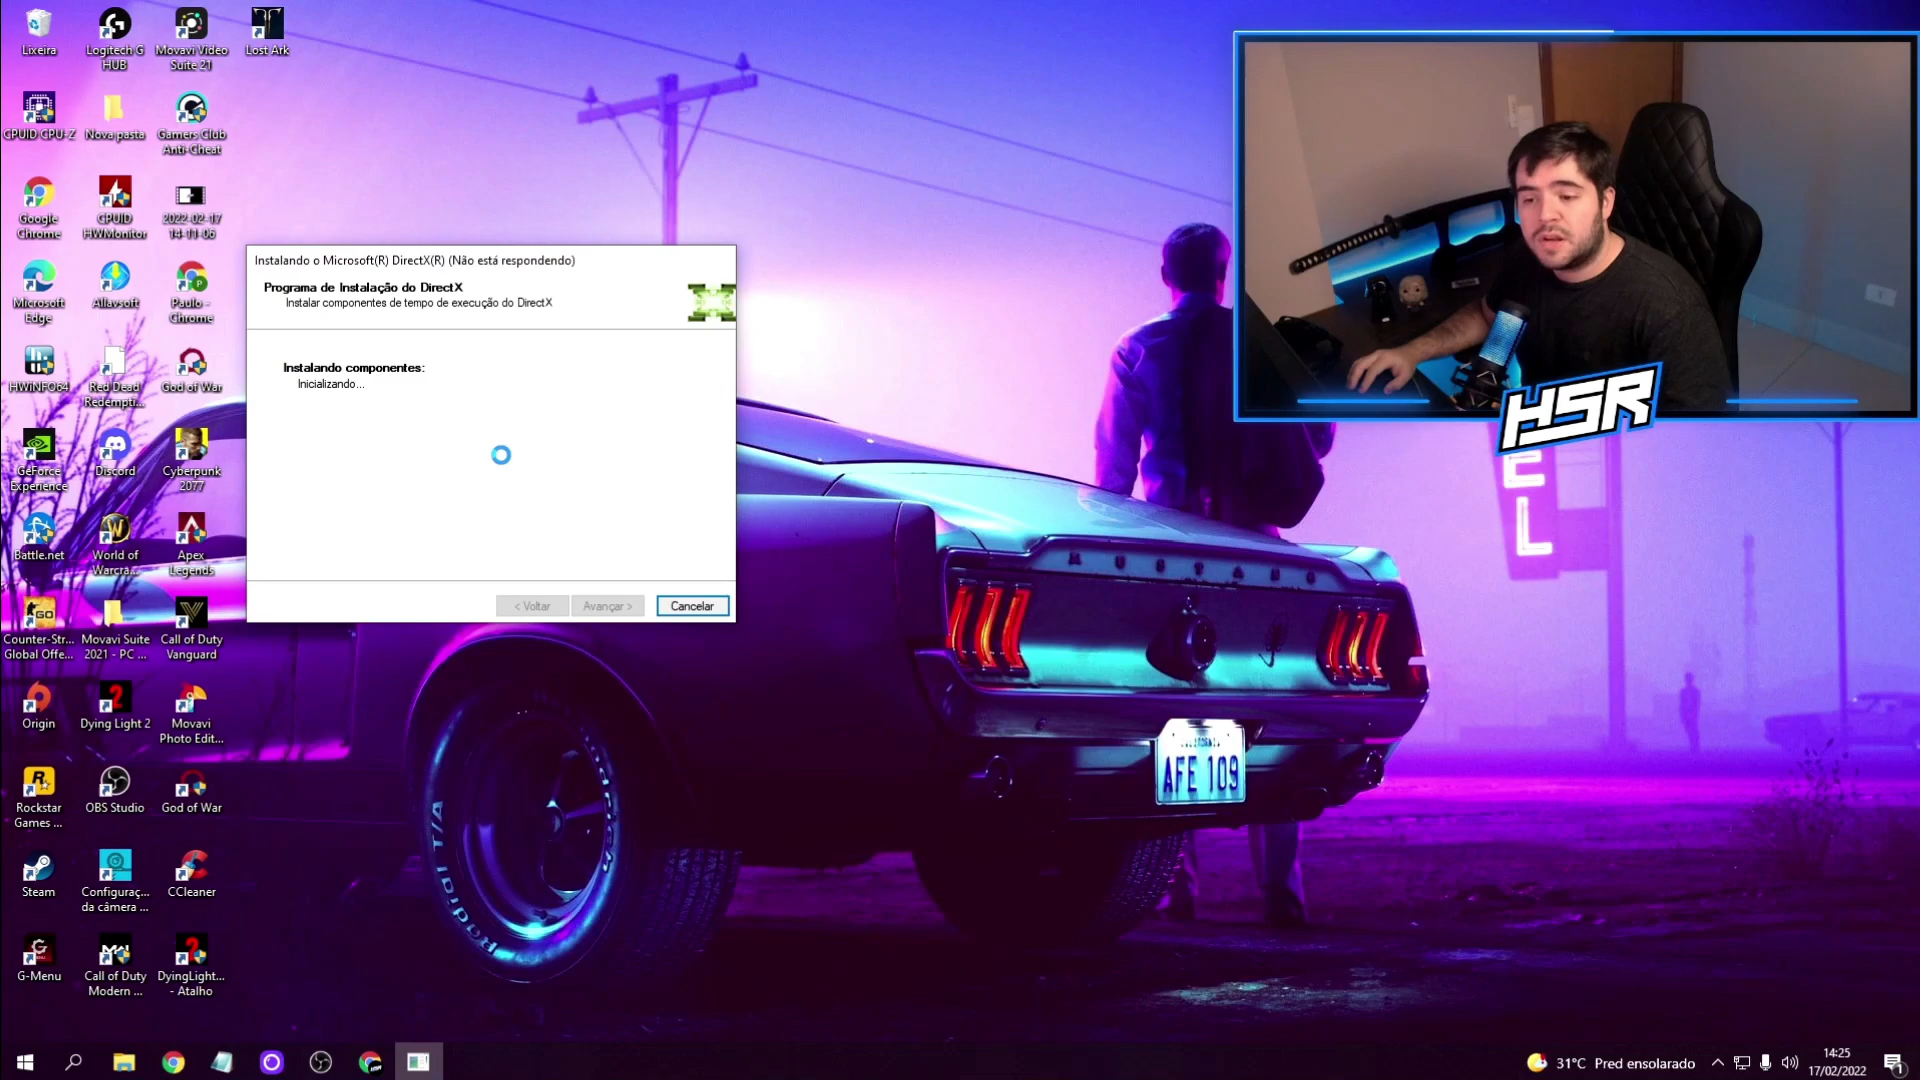 Lixeira
Logitech G
HUB
Movavi Video
Suite 21
Lost Ark
CPUID CPU-Z
Nova pasta
Gamers Club
Anti-Cheat
Google
Chrome
CPUID
HWMonitor
2022-02-17
14-11-06
Microsoft
Edge
Allavsoft
Paulo -
Chrome
HWiNFO64
Red Dead
Redempti...
God of War
GeForce
Experience
Discord
Cyberpunk
2077
Battle.net
World of
Warcra...
Apex
Legends
Counter-Str...
Global Offe...
Movavi Suite
2021 - PC ...
Call of Duty
Vanguard
Origin
Dying Light 2
Movavi
Photo Edit...
Rockstar
Games ...
OBS Studio
God of War
Steam
Configuraç...
da câmera ...
CCleaner
G-Menu
Call of Duty
Modern ...
DyingLight...
- Atalho
Instalando o Microsoft(R) DirectX(R) (Não está respondendo)
Programa de Instalação do DirectX
Instalar componentes de tempo de execução do DirectX
Instalando componentes:
Inicializando...
< Voltar
Avançar >
Cancelar
HSR
E
L
MUSTANG
CALIFORNIA
AFE 109
Radial T/A
31°C Pred ensolarado
14:25
17/02/2022
1